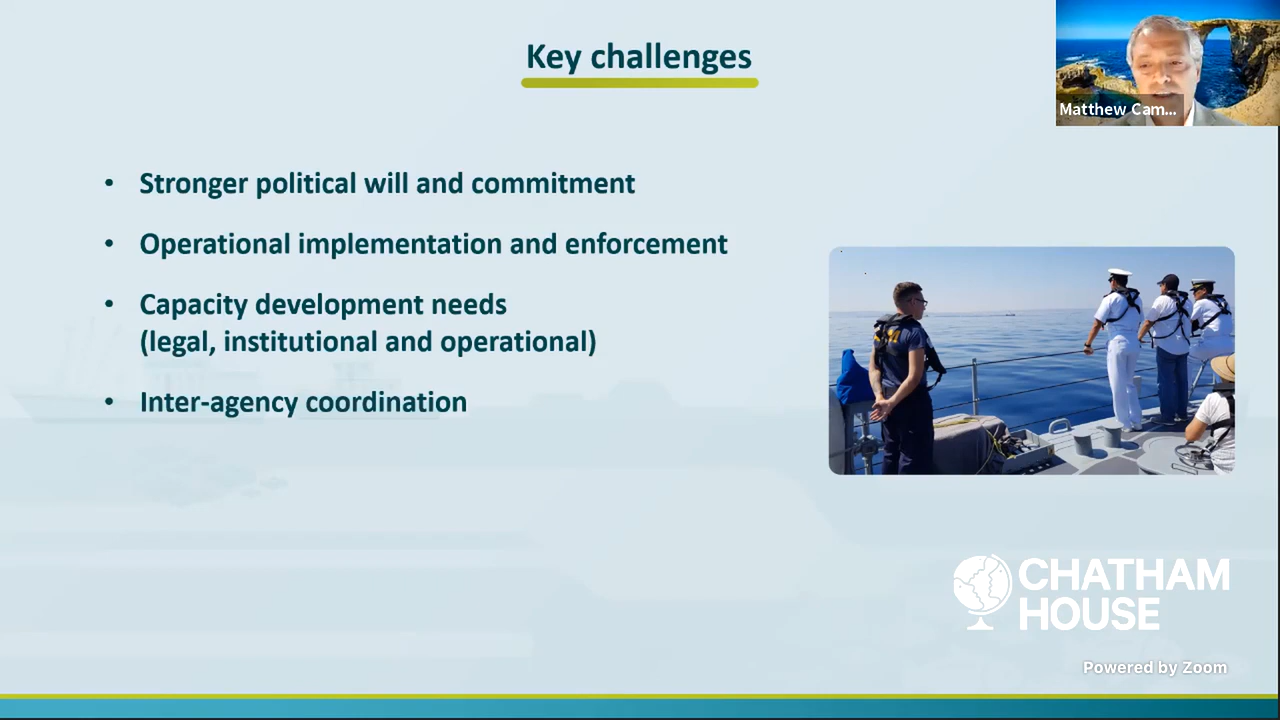 Key challenges
Matthew Cam...
• Stronger political will and commitment
• Operational implementation and enforcement
• Capacity development needs
(legal, institutional and operational)
• Inter-agency coordination
CHATHAM
HOUSE
Powered by Zoom